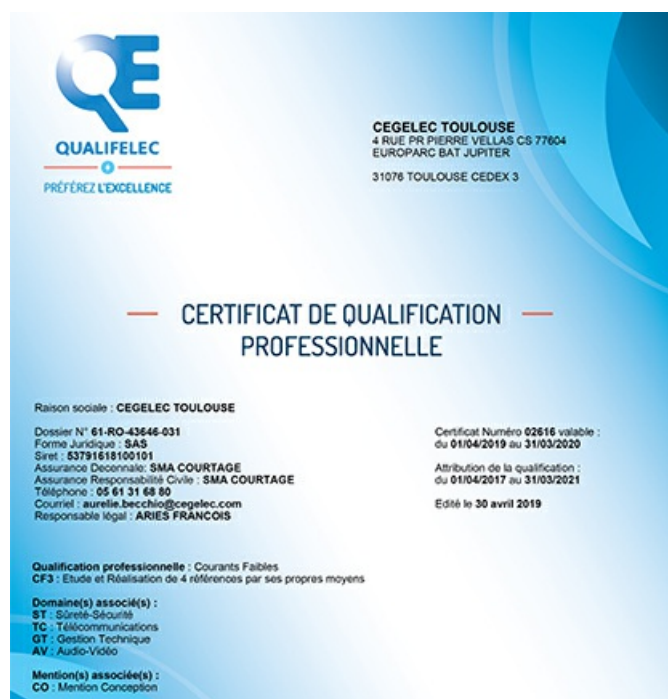 QE
QUALIFELEC
PRÉFÉREZ L'EXCELLENCE
CEGELEC TOULOUSE
4 RUE PR PIERRE VELLAS CS 77604
EUROPARC BAT JUPITER
31076 TOULOUSE CEDEX 3
CERTIFICAT DE QUALIFICATION
PROFESSIONNELLE
Raison sociale : CEGELEC TOULOUSE
Dossier N° 61-RO-43646-031
Forme Juridique : SAS
Siret : 53791618100101
Assurance Decennale: SMA COURTAGE
Assurance Responsabilité Civile : SMA COURTAGE
Téléphone : 05 61 31 68 80
Courriel : aurelie.becchio@cegelec.com
Responsable légal : ARIES FRANCOIS
Certificat Numéro 02616 valable :
du 01/04/2019 au 31/03/2020
Attribution de la qualification :
du 01/04/2017 au 31/03/2021
Edité le 30 avril 2019
Qualification professionnelle : Courants Faibles
CF3 : Etude et Réalisation de 4 références par ses propres moyens
Domaine(s) associé(s) :
ST : Sûreté-Sécurité
TC : Télécommunications
GT : Gestion Technique
AV : Audio-Vidéo
Mention(s) associée(s) :
CO : Mention Conception